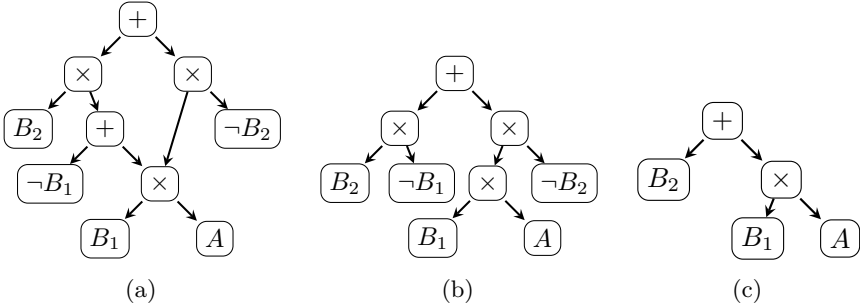 +
× ×
+
B₂ + ¬B₂
× ×
+
¬B₁ × B₂ ¬B₁ × ¬B₂ B₂ ×
B₁ A B₁ A B₁ A
(a) (b) (c)